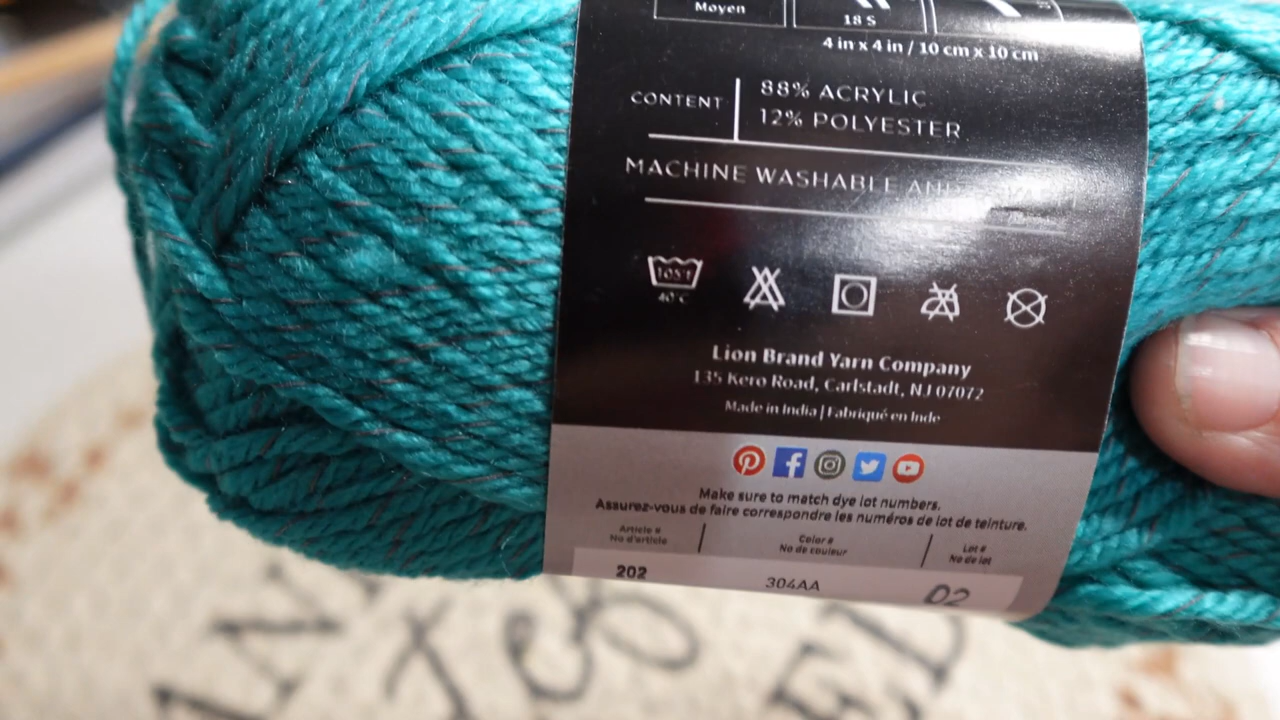 Moyen
18 S
4 in x 4 in / 10 cm x 10 cm
CONTENT
88% ACRYLIC
12% POLYESTER
MACHINE WASHABLE AND
105°F
40°C
Lion Brand Yarn Company
135 Kero Road, Carlstadt, NJ 07072
Made in India | Fabriqué en Inde
Make sure to match dye lot numbers.
Assurez-vous de faire correspondre les numéros de lot de teinture.
Article #
No d'article
Color #
No de couleur
Lot #
No de lot
202
304AA
D2